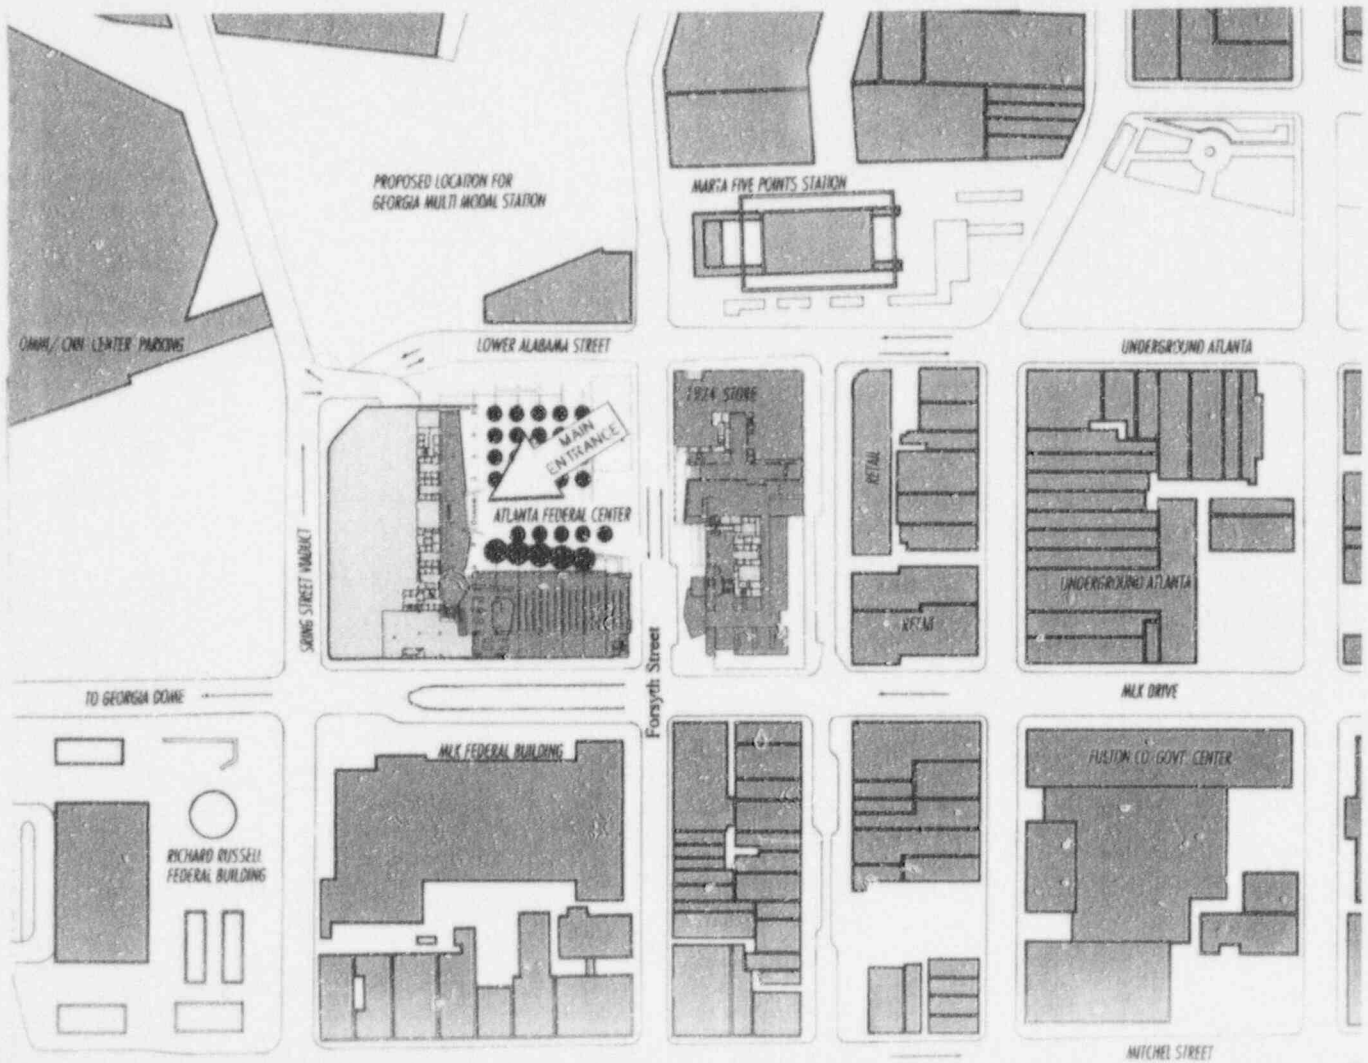 PROPOSED LOCATION FOR
GEORGIA MULTI MODAL STATION
MARTA FIVE POINTS STATION
OMNI/ CNN CENTER PARKING
LOWER ALABAMA STREET
UNDERGROUND ATLANTA
1924 STORE
MAIN
ENTRANCE
RETAIL
ATLANTA FEDERAL CENTER
SRING STREET VIADUCT
UNDERGROUND ATLANTA
RETAIL
Forsyth Street
TO GEORGIA DOME
MLK DRIVE
MLK FEDERAL BUILDING
FULTON CO. GOVT. CENTER
RICHARD RUSSELL
FEDERAL BUILDING
MITCHEL STREET